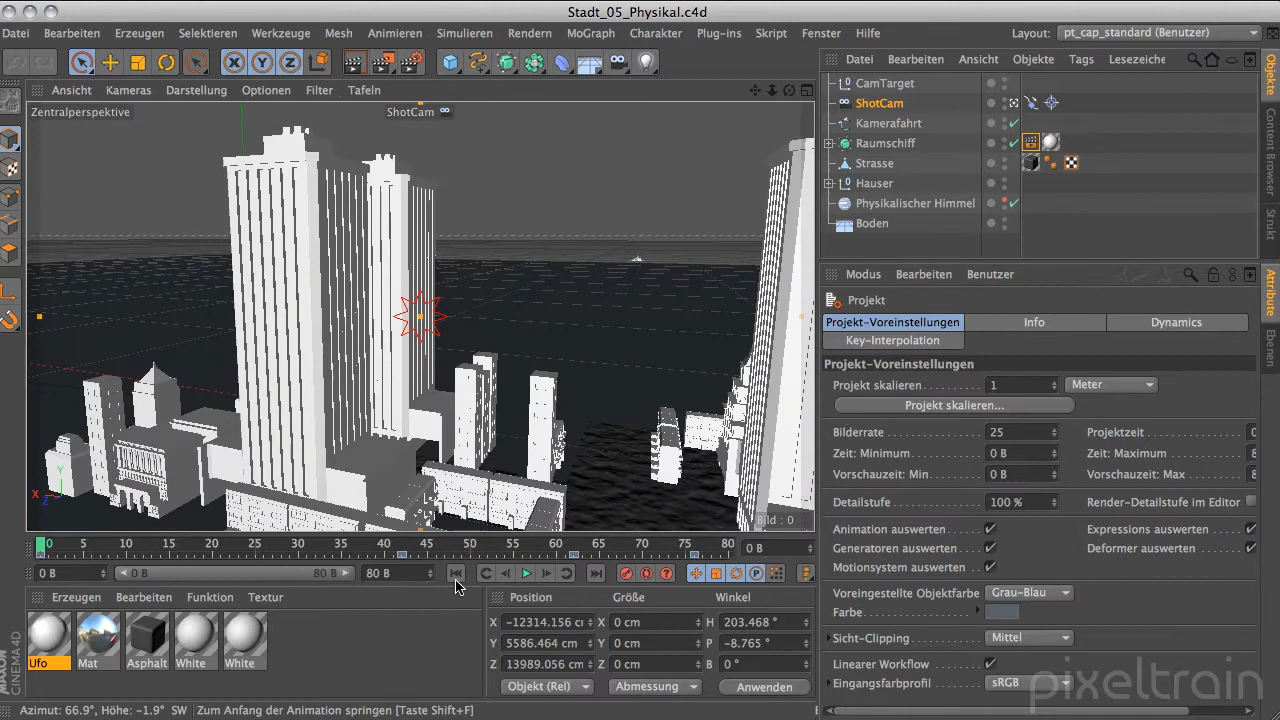 Stadt_05_Physikal.c4d
Datei Bearbeiten Erzeugen Selektieren Werkzeuge Mesh Animieren Simulieren Rendern MoGraph Charakter Plug-ins Skript Fenster Hilfe Layout: pt_cap_standard (Benutzer)
Datei Bearbeiten Ansicht Objekte Tags Lesezeiche
Ansicht Kameras Darstellung Optionen Filter Tafeln
Zentralperspektive
ShotCam
CamTarget
ShotCam
Kamerafahrt
Raumschiff
Strasse
Hauser
Physikalischer Himmel
Boden
Objekte
Content Browser
Strukt
Modus Bearbeiten Benutzer
Projekt
Projekt-Voreinstellungen Info Dynamics
Key-Interpolation
Projekt-Voreinstellungen
Projekt skalieren 1 Meter
Projekt skalieren...
Bilderrate 25 Projektzeit 0
Zeit: Minimum 0 B Zeit: Maximum 8
Vorschauzeit: Min 0 B Vorschauzeit: Max 8
Detailstufe 100 % Render-Detailstufe im Editor
Animation auswerten Expressions auswerten
Generatoren auswerten Deformer auswerten
Motionsystem auswerten
Voreingestellte Objektfarbe Grau-Blau
Farbe
Sicht-Clipping Mittel
Linearer Workflow
Eingangsfarbprofil sRGB
Attribute
Ebenen
Y
X
Z
Bild : 0
0 5 10 15 20 25 30 35 40 45 50 55 60 65 70 75 80 0 B
0 B 0 B 80 B 80 B
Erzeugen Bearbeiten Funktion Textur
Ufo Mat Asphalt White White
Position Größe Winkel
X -12314.156 cm X 0 cm H 203.468 °
Y 5586.464 cm Y 0 cm P -8.765 °
Z 13989.056 cm Z 0 cm B 0 °
Objekt (Rel) Abmessung Anwenden
MAXON
CINEMA 4D
pixeltrain
Azimut: 66.9°, Höhe: -1.9° SW Zum Anfang der Animation springen [Taste Shift+F]